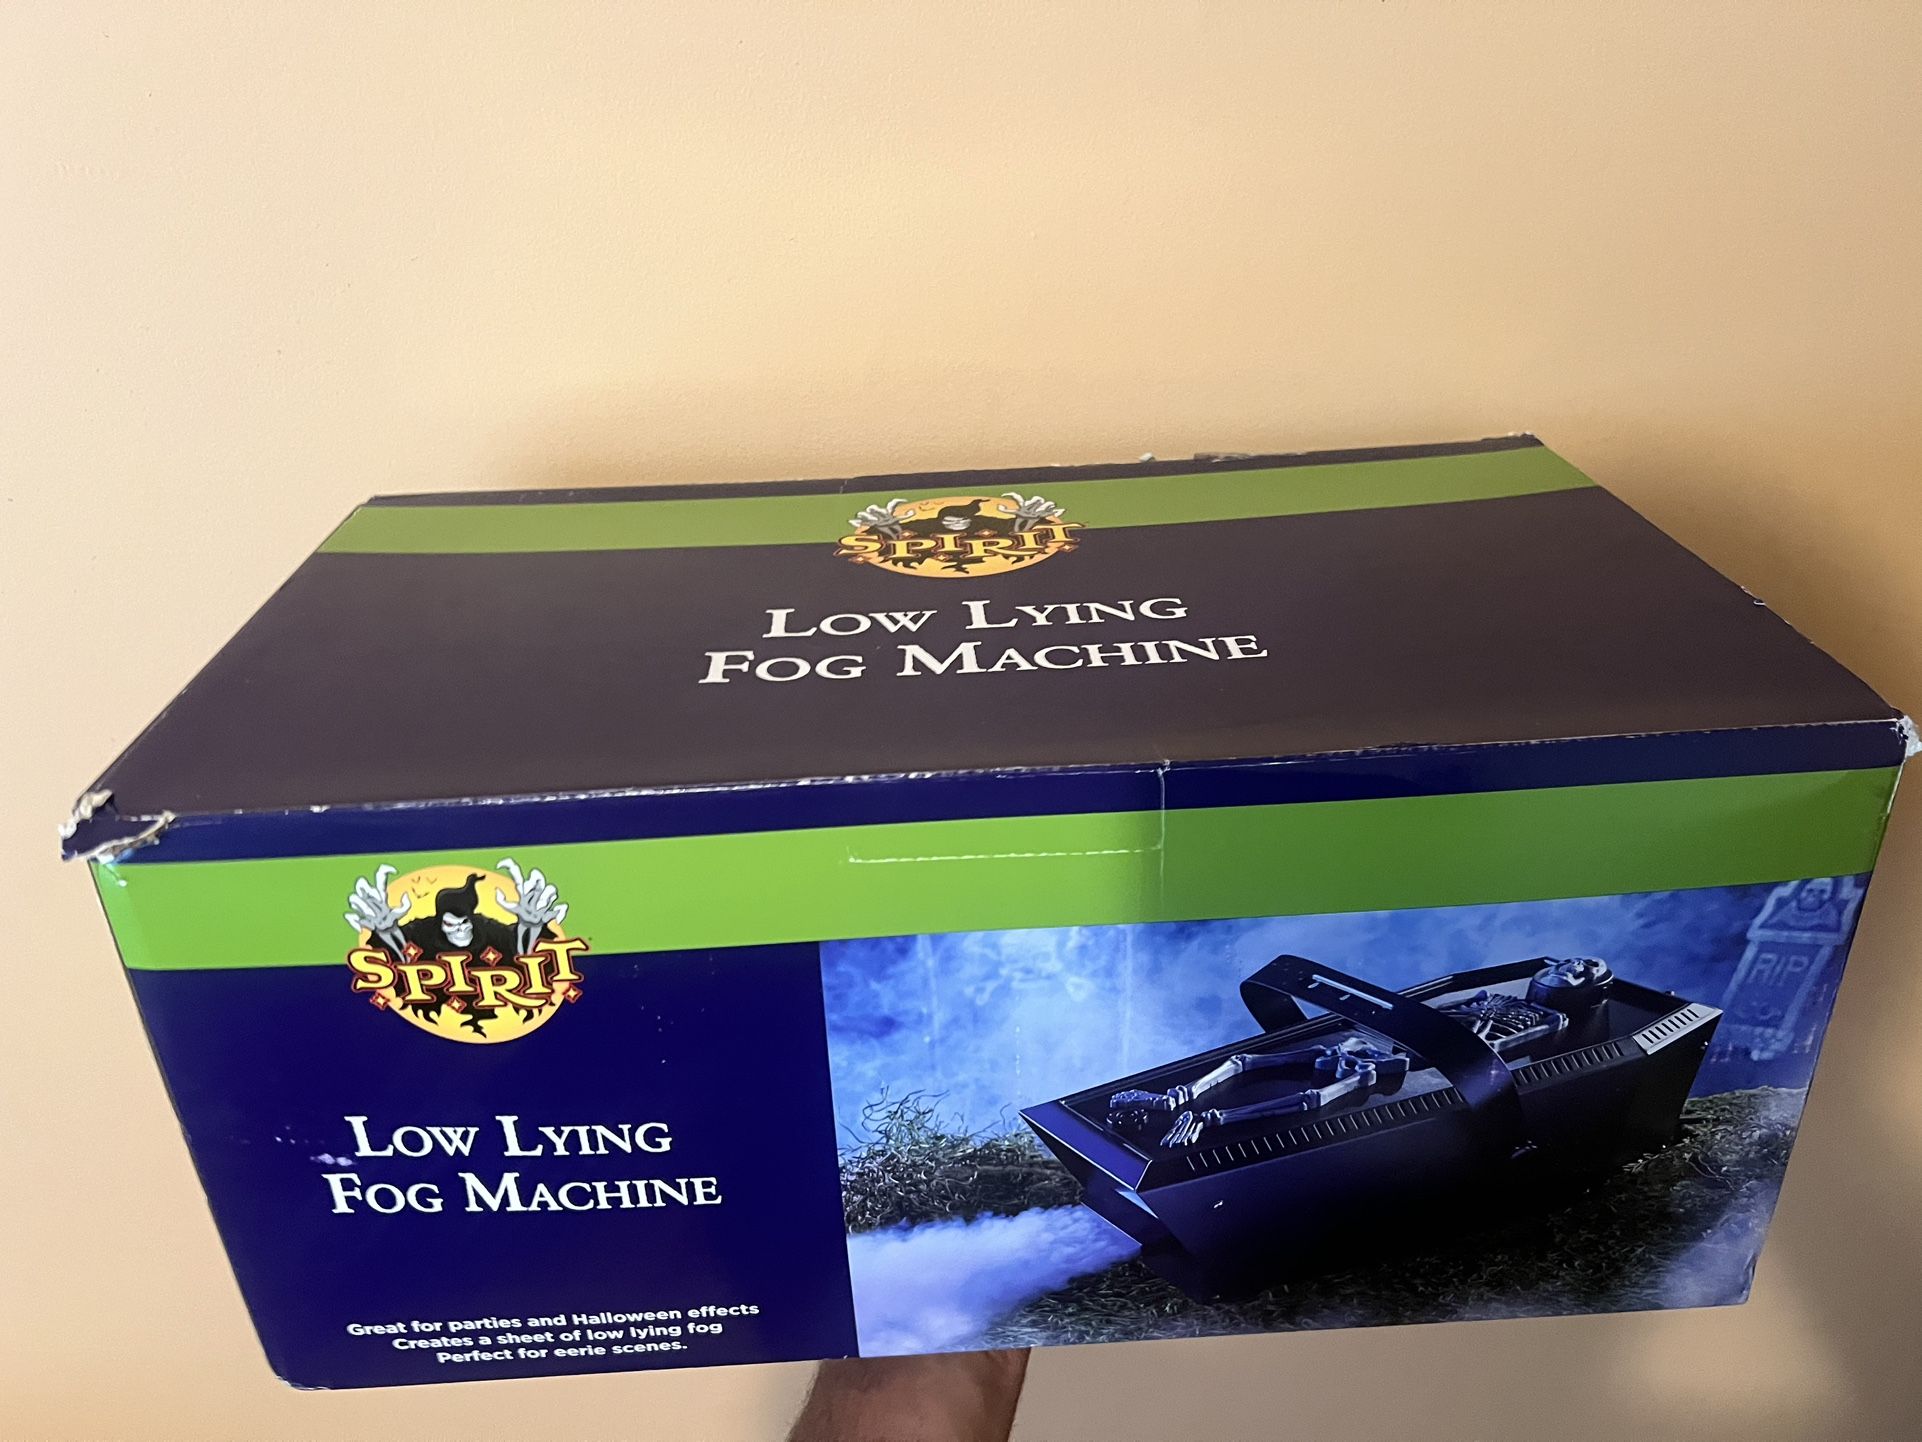 SPIRIT
LOW LYING
FOG MACHINE
SPIRIT
LOW LYING
FOG MACHINE
Great for parties and Halloween effects
Creates a sheet of low lying fog
Perfect for eerie scenes.
RIP